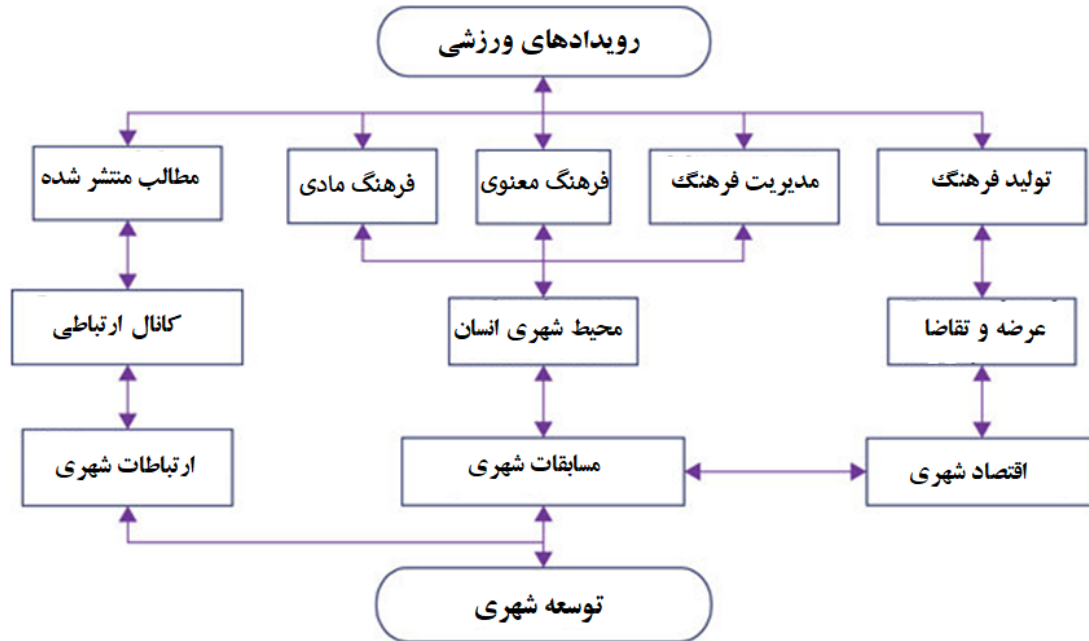 رویدادهای ورزشی
تولید فرهنگ
مدیریت فرهنگ
فرهنگ معنوی
فرهنگ مادی
مطالب منتشر شده
عرضه و تقاضا
محیط شهری انسان
کانال ارتباطی
اقتصاد شهری
مسابقات شهری
ارتباطات شهری
توسعه شهری